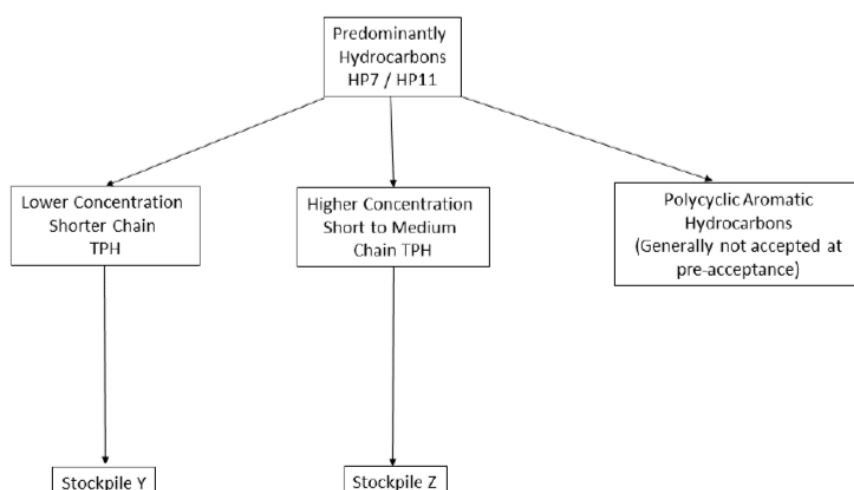 Predominantly
Hydrocarbons
HP7 / HP11
Lower Concentration
Shorter Chain
TPH
Higher Concentration
Short to Medium
Chain TPH
Polycyclic Aromatic
Hydrocarbons
(Generally not accepted at
pre-acceptance)
Stockpile Y
Stockpile Z